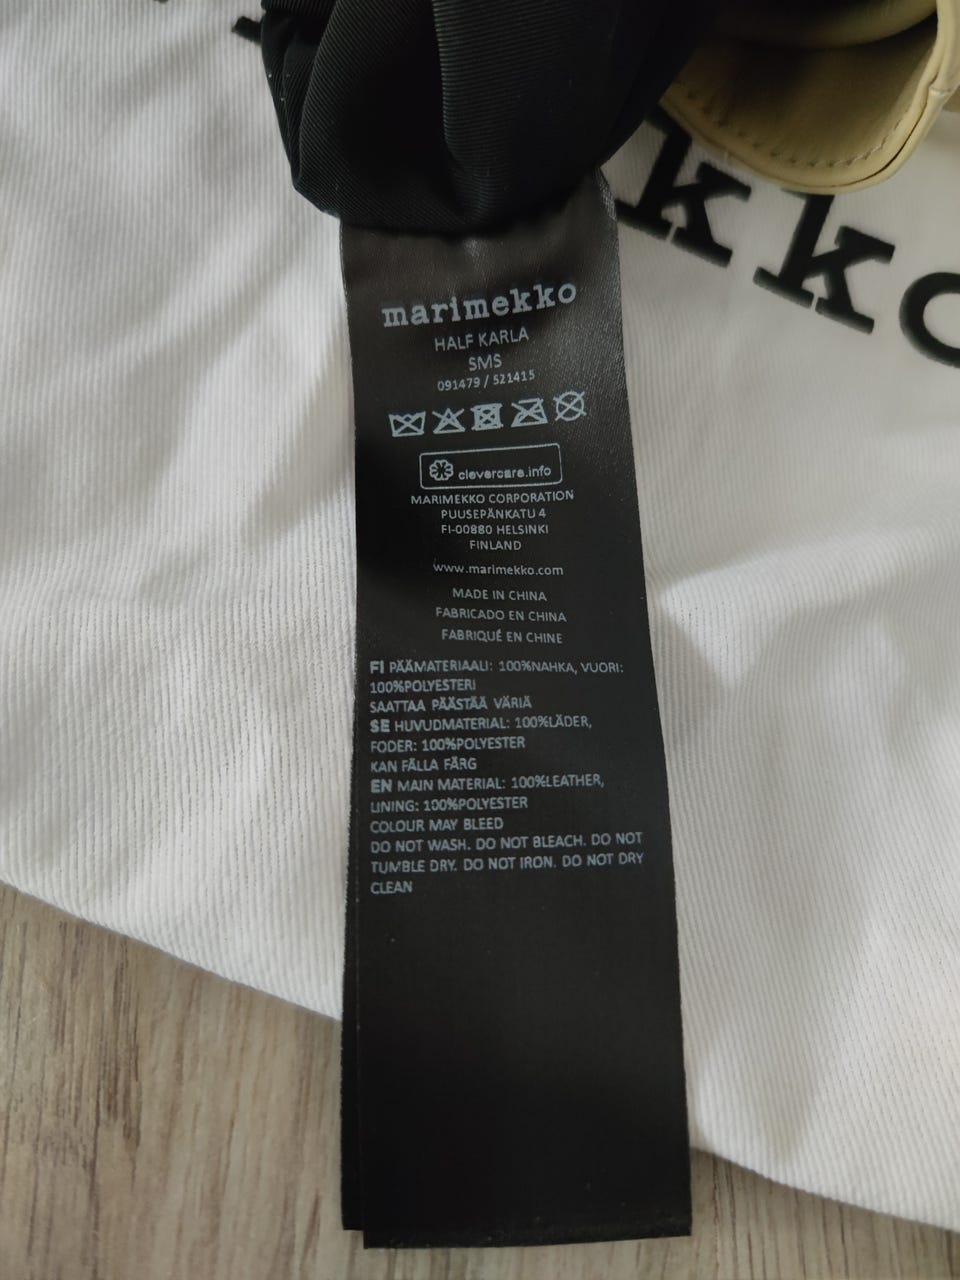 kko
marimekko
HALF KARLA
SMS
091479 / 521415
clevercare.info
MARIMEKKO CORPORATION
PUUSEPÄNKATU 4
FI-00880 HELSINKI
FINLAND
www.marimekko.com
MADE IN CHINA
FABRICADO EN CHINA
FABRIQUÉ EN CHINE
FI PÄÄMATERIAALI: 100%NAHKA, VUORI:
100%POLYESTERI
SAATTAA PÄÄSTÄÄ VÄRIÄ
SE HUVUDMATERIAL: 100%LÄDER,
FODER: 100%POLYESTER
KAN FÄLLA FÄRG
EN MAIN MATERIAL: 100%LEATHER,
LINING: 100%POLYESTER
COLOUR MAY BLEED
DO NOT WASH. DO NOT BLEACH. DO NOT
TUMBLE DRY. DO NOT IRON. DO NOT DRY
CLEAN